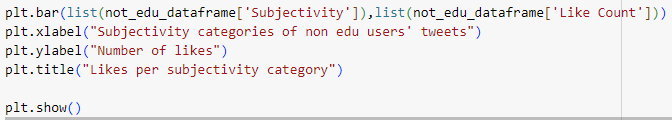 plt.bar(list(not_edu_dataframe['Subjectivity']),list(not_edu_dataframe['Like Count']))
plt.xlabel("Subjectivity categories of non edu users' tweets")
plt.ylabel("Number of likes")
plt.title("Likes per subjectivity category")
plt.show()